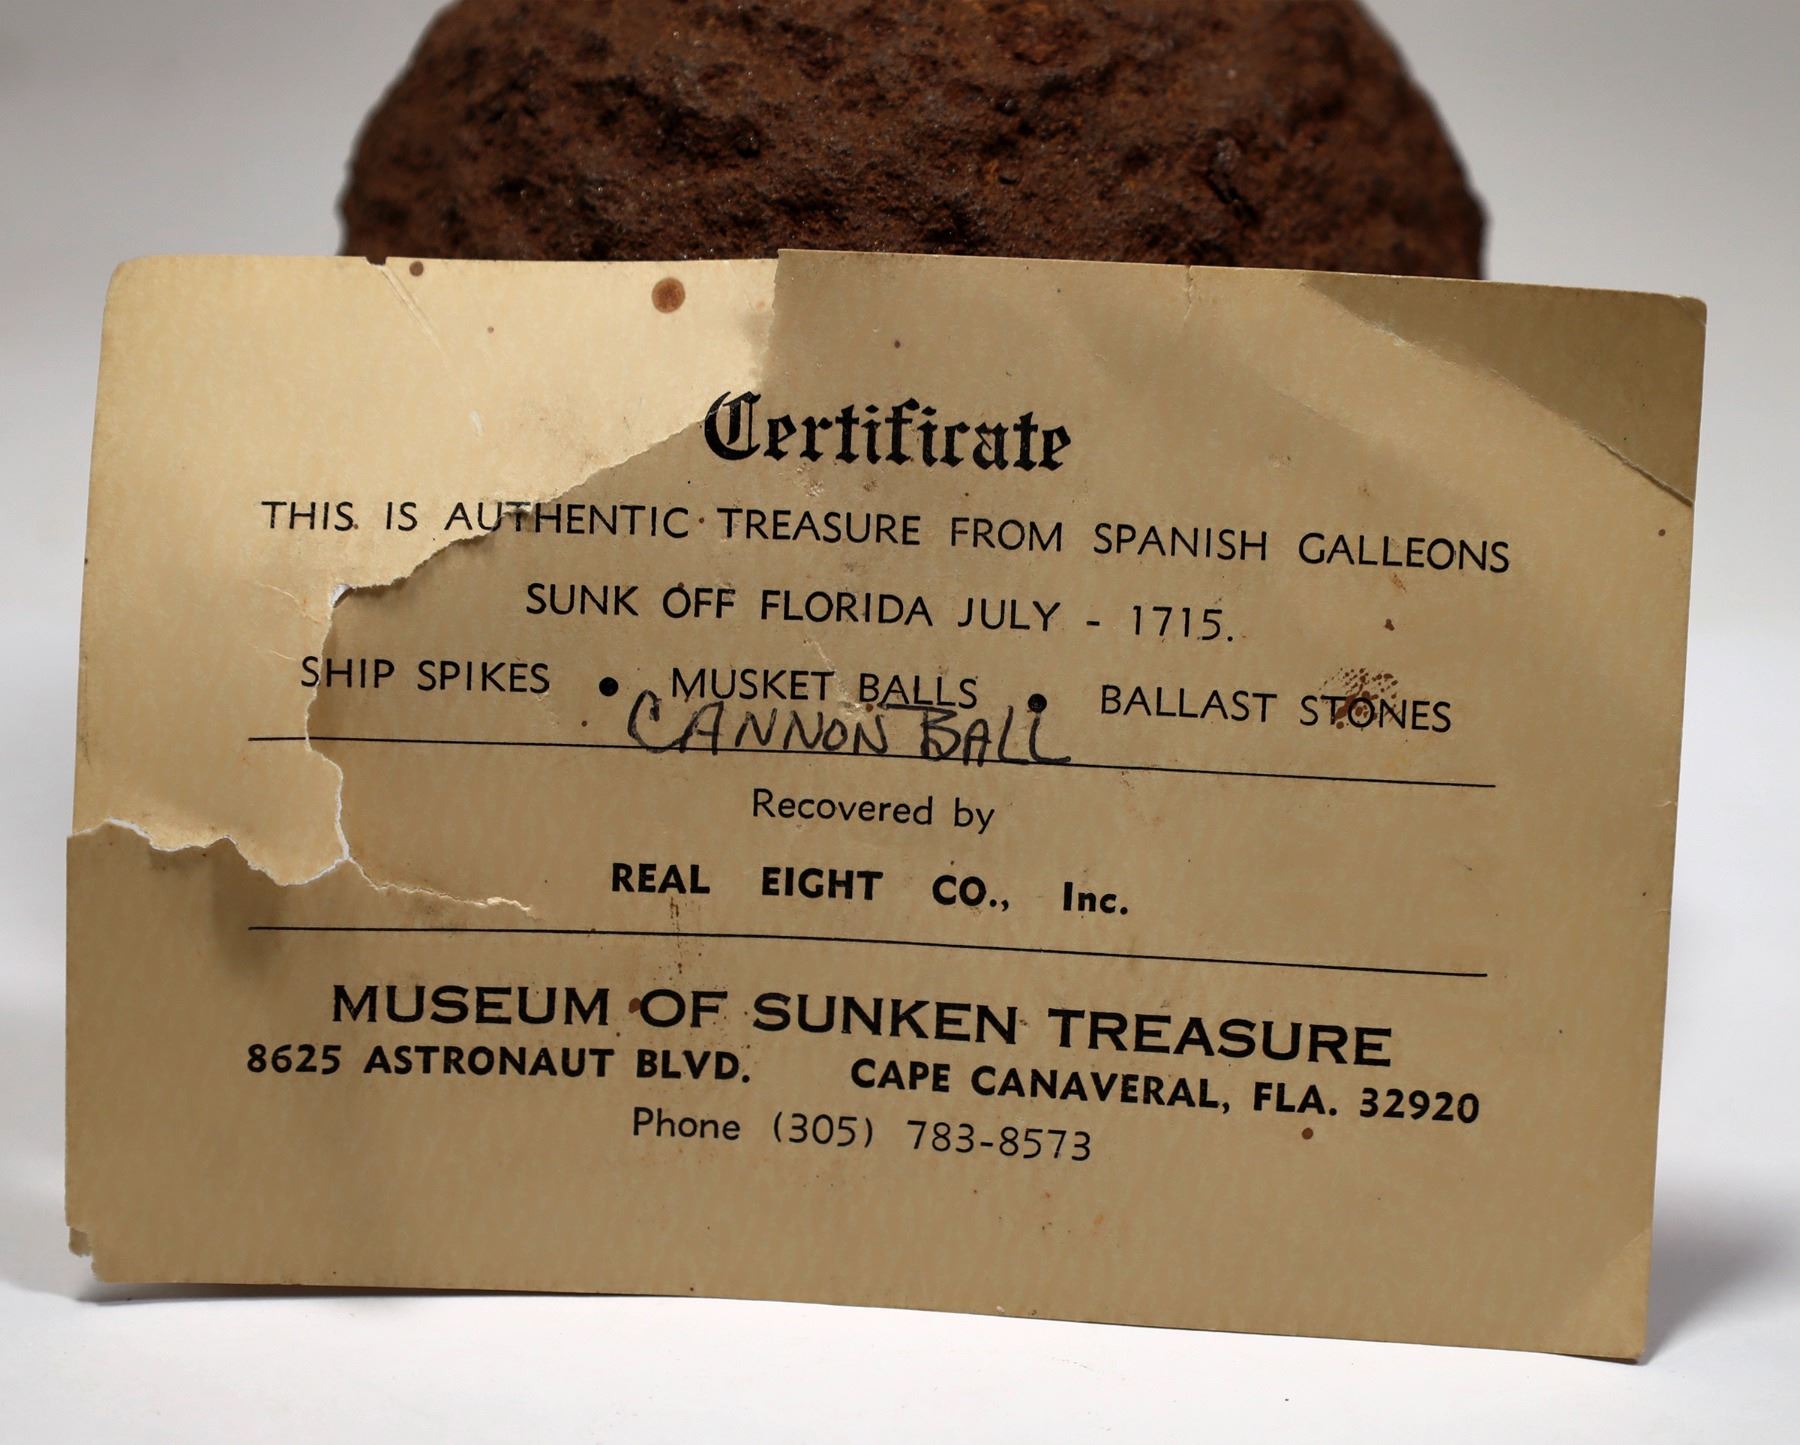 Certificate
THIS IS AUTHENTIC TREASURE FROM SPANISH GALLEONS
SUNK OFF FLORIDA JULY - 1715.
SHIP SPIKES • MUSKET BALLS • BALLAST STONES
CANNON BALL
Recovered by
REAL EIGHT CO., Inc.
MUSEUM OF SUNKEN TREASURE
8625 ASTRONAUT BLVD. CAPE CANAVERAL, FLA. 32920
Phone (305) 783-8573